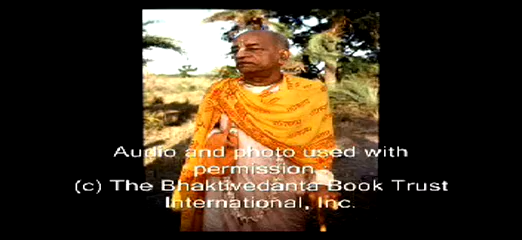 Audio and photo used with
permission.
(c) The Bhaktivedanta Book Trust
International, Inc.